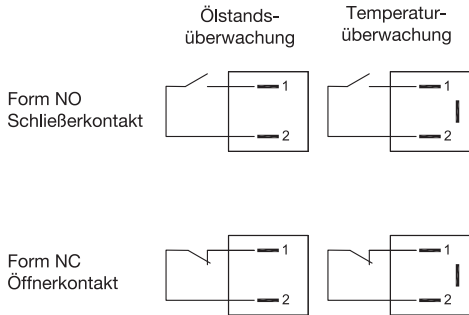 Ölstands-
überwachung
Temperatur-
überwachung
Form NO
Schließerkontakt
1
2
1
2
Form NC
Öffnerkontakt
1
2
1
2